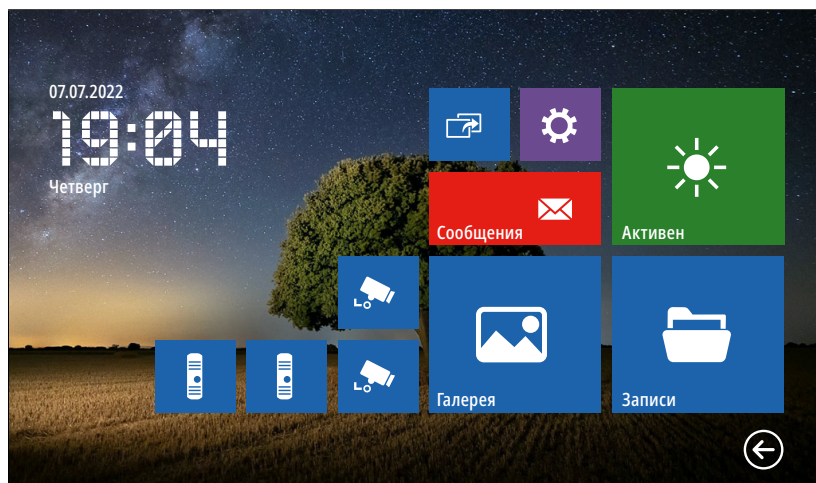 07.07.2022
19:04
Четверг
Сообщения
Активен
Галерея
Записи